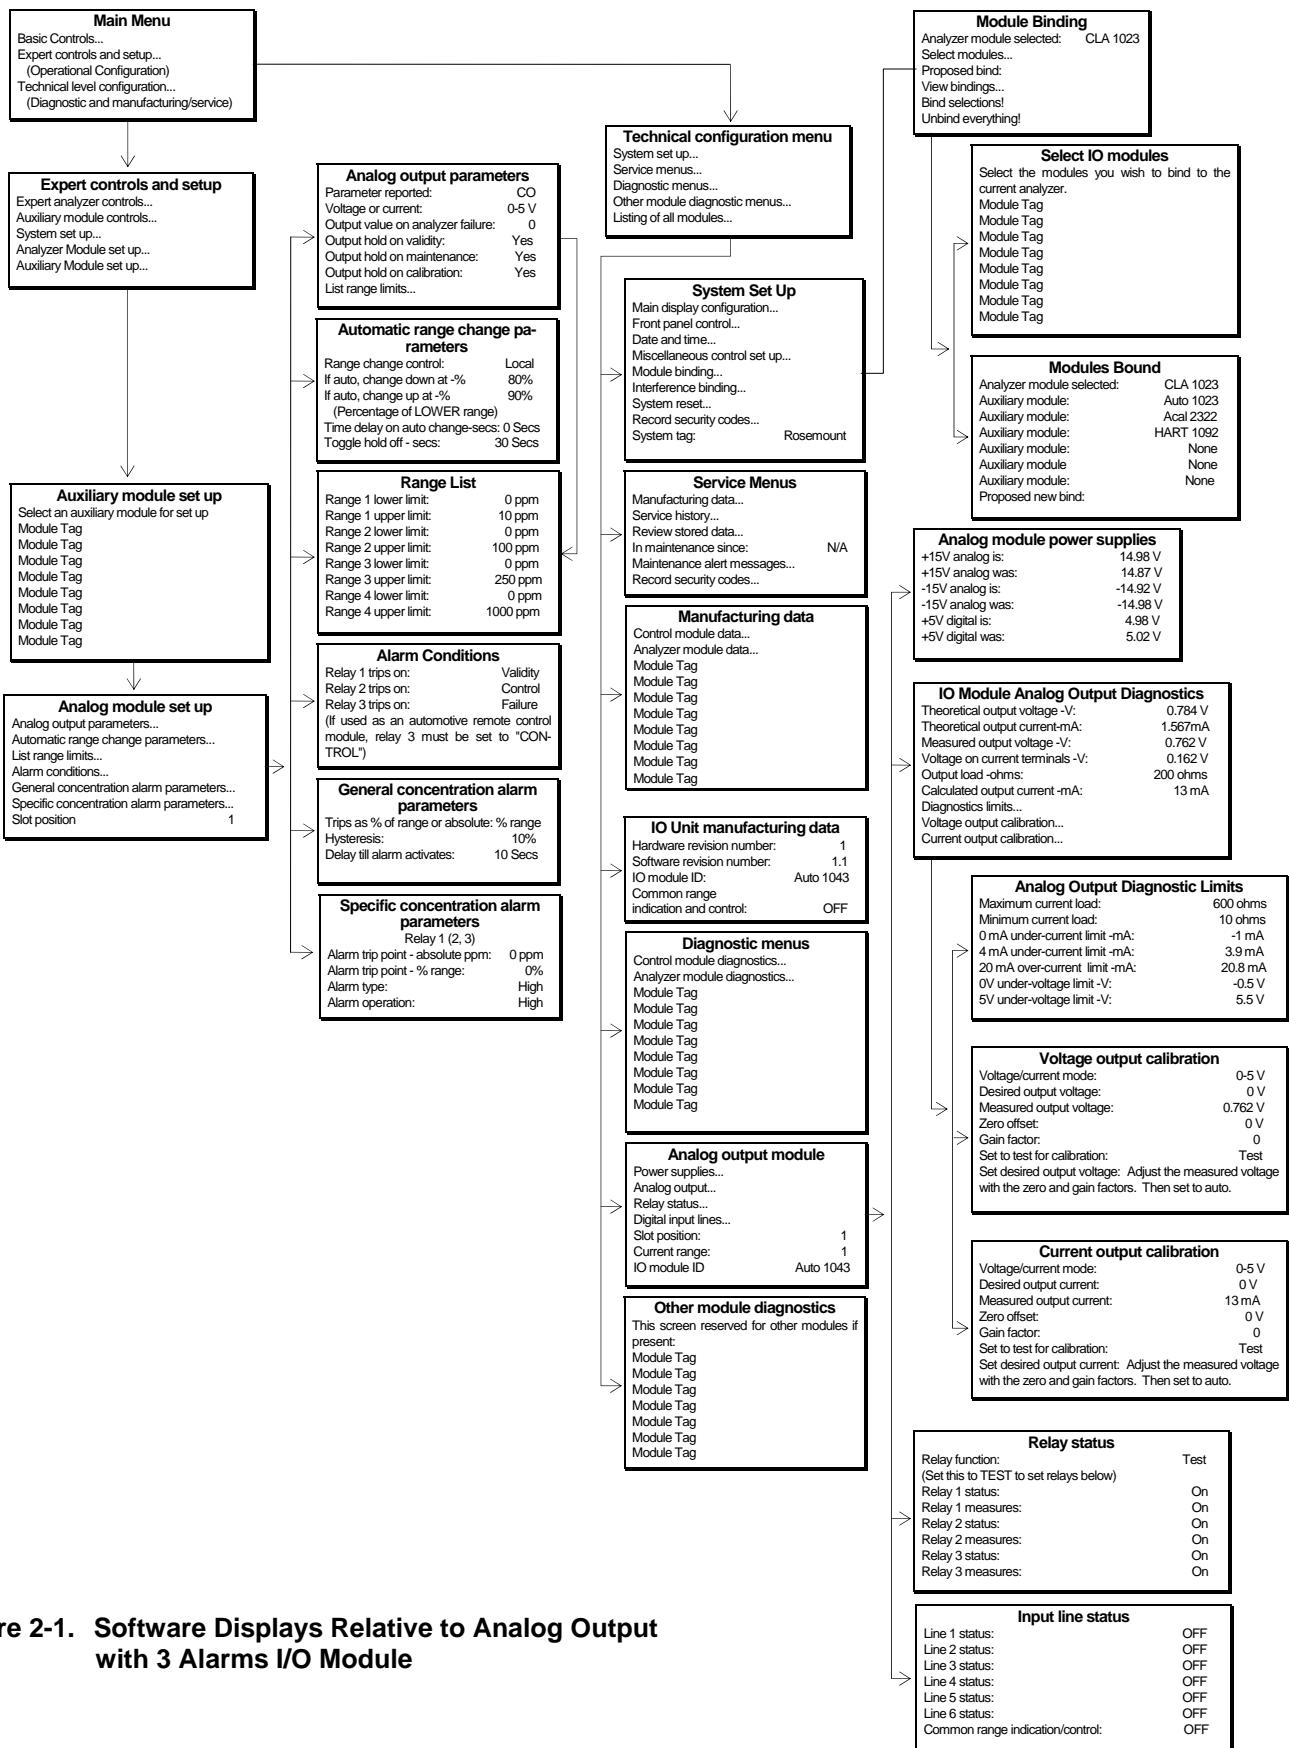 Main Menu
Basic Controls...
Expert controls and setup...
(Operational Configuration)
Technical level configuration...
(Diagnostic and manufacturing/service)
Expert controls and setup
Expert analyzer controls...
Auxiliary module controls...
System set up...
Analyzer Module set up...
Auxiliary Module set up...
Auxiliary module set up
Select an auxiliary module for set up
Module Tag
Module Tag
Module Tag
Module Tag
Module Tag
Module Tag
Module Tag
Module Tag
Analog module set up
Analog output parameters...
Automatic range change parameters...
List range limits...
Alarm conditions...
General concentration alarm parameters...
Specific concentration alarm parameters...
Slot position 1
Analog output parameters
Parameter reported: CO
Voltage or current: 0-5 V
Output value on analyzer failure: 0
Output hold on validity: Yes
Output hold on maintenance: Yes
Output hold on calibration: Yes
List range limits...
Automatic range change pa-
rameters
Range change control: Local
If auto, change down at -% 80%
If auto, change up at -% 90%
(Percentage of LOWER range)
Time delay on auto change-secs: 0 Secs
Toggle hold off - secs: 30 Secs
Range List
Range 1 lower limit: 0 ppm
Range 1 upper limit: 10 ppm
Range 2 lower limit: 0 ppm
Range 2 upper limit: 100 ppm
Range 3 lower limit: 0 ppm
Range 3 upper limit: 250 ppm
Range 4 lower limit: 0 ppm
Range 4 upper limit: 1000 ppm
Alarm Conditions
Relay 1 trips on: Validity
Relay 2 trips on: Control
Relay 3 trips on: Failure
(If used as an automotive remote control
module, relay 3 must be set to "CON-
TROL")
General concentration alarm
parameters
Trips as % of range or absolute: % range
Hysteresis: 10%
Delay till alarm activates: 10 Secs
Specific concentration alarm
parameters
Relay 1 (2, 3)
Alarm trip point - absolute ppm: 0 ppm
Alarm trip point - % range: 0%
Alarm type: High
Alarm operation: High
Technical configuration menu
System set up...
Service menus...
Diagnostic menus...
Other module diagnostic menus...
Listing of all modules...
System Set Up
Main display configuration...
Front panel control...
Date and time...
Miscellaneous control set up...
Module binding...
Interference binding...
System reset...
Record security codes...
System tag: Rosemount
Service Menus
Manufacturing data...
Service history...
Review stored data...
In maintenance since: N/A
Maintenance alert messages...
Record security codes...
Manufacturing data
Control module data...
Analyzer module data...
Module Tag
Module Tag
Module Tag
Module Tag
Module Tag
Module Tag
Module Tag
Module Tag
IO Unit manufacturing data
Hardware revision number: 1
Software revision number: 1.1
IO module ID: Auto 1043
Common range
indication and control: OFF
Diagnostic menus
Control module diagnostics...
Analyzer module diagnostics...
Module Tag
Module Tag
Module Tag
Module Tag
Module Tag
Module Tag
Module Tag
Module Tag
Analog output module
Power supplies...
Analog output...
Relay status...
Digital input lines...
Slot position: 1
Current range: 1
IO module ID Auto 1043
Other module diagnostics
This screen reserved for other modules if
present:
Module Tag
Module Tag
Module Tag
Module Tag
Module Tag
Module Tag
Module Tag
Module Binding
Analyzer module selected: CLA 1023
Select modules...
Proposed bind:
View bindings...
Bind selections!
Unbind everything!
Select IO modules
Select the modules you wish to bind to the
current analyzer.
Module Tag
Module Tag
Module Tag
Module Tag
Module Tag
Module Tag
Module Tag
Module Tag
Modules Bound
Analyzer module selected: CLA 1023
Auxiliary module: Auto 1023
Auxiliary module: Acal 2322
Auxiliary module: HART 1092
Auxiliary module: None
Auxiliary module None
Auxiliary module: None
Proposed new bind:
Analog module power supplies
+15V analog is: 14.98 V
+15V analog was: 14.87 V
-15V analog is: -14.92 V
-15V analog was: -14.98 V
+5V digital is: 4.98 V
+5V digital was: 5.02 V
IO Module Analog Output Diagnostics
Theoretical output voltage -V: 0.784 V
Theoretical output current-mA: 1.567mA
Measured output voltage -V: 0.762 V
Voltage on current terminals -V: 0.162 V
Output load -ohms: 200 ohms
Calculated output current -mA: 13 mA
Diagnostics limits...
Voltage output calibration...
Current output calibration...
Analog Output Diagnostic Limits
Maximum current load: 600 ohms
Minimum current load: 10 ohms
0 mA under-current limit -mA: -1 mA
4 mA under-current limit -mA: 3.9 mA
20 mA over-current limit -mA: 20.8 mA
0V under-voltage limit -V: -0.5 V
5V under-voltage limit -V: 5.5 V
Voltage output calibration
Voltage/current mode: 0-5 V
Desired output voltage: 0 V
Measured output voltage: 0.762 V
Zero offset: 0 V
Gain factor: 0
Set to test for calibration: Test
Set desired output voltage: Adjust the measured voltage
with the zero and gain factors. Then set to auto.
Current output calibration
Voltage/current mode: 0-5 V
Desired output current: 0 V
Measured output current: 13 mA
Zero offset: 0 V
Gain factor: 0
Set to test for calibration: Test
Set desired output current: Adjust the measured voltage
with the zero and gain factors. Then set to auto.
Relay status
Relay function: Test
(Set this to TEST to set relays below)
Relay 1 status: On
Relay 1 measures: On
Relay 2 status: On
Relay 2 measures: On
Relay 3 status: On
Relay 3 measures: On
Input line status
Line 1 status: OFF
Line 2 status: OFF
Line 3 status: OFF
Line 4 status: OFF
Line 5 status: OFF
Line 6 status: OFF
Common range indication/control: OFF
re 2-1. Software Displays Relative to Analog Output
with 3 Alarms I/O Module